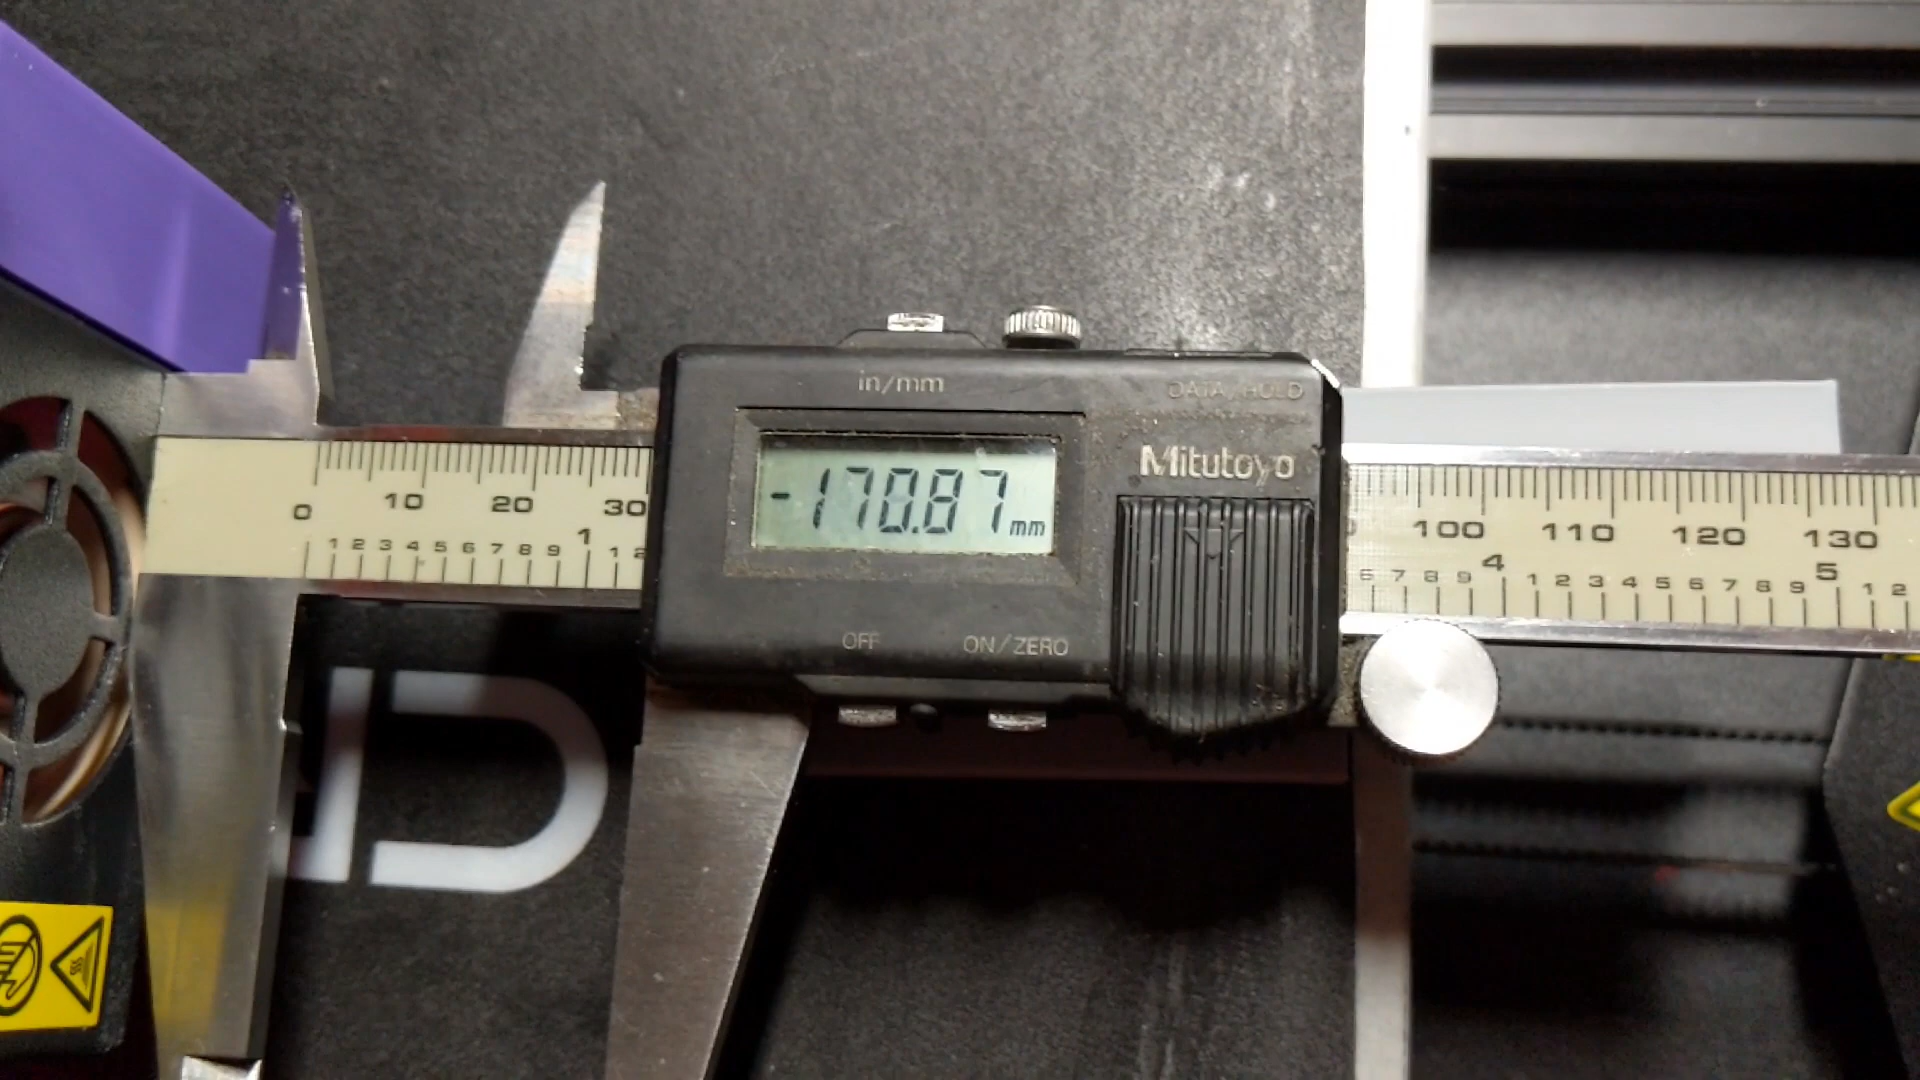 in/mm
DATA/HOLD
Mitutoyo
-170.87 mm
0 10 20 30
100 110 120 130
1 2 3 4 5 6 7 8 9 1 1 2
6 7 8 9 4 1 2 3 4 5 6 7 8 9 5 1 2
OFF
ON/ZERO